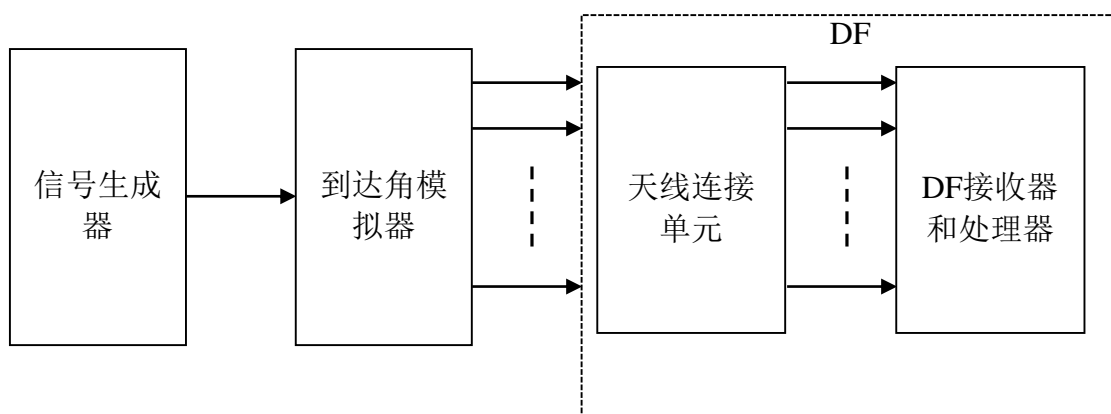 DF
信号生成
器
到达角模
拟器
天线连接
单元
DF接收器
和处理器